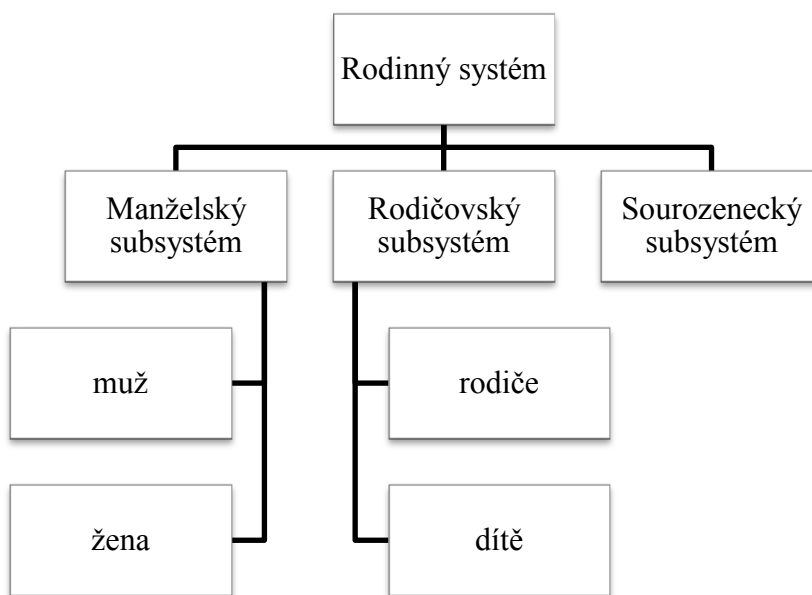 Rodinný systém
Manželský
subsystém
Rodičovský
subsystém
Sourozenecký
subsystém
muž
rodiče
žena
dítě